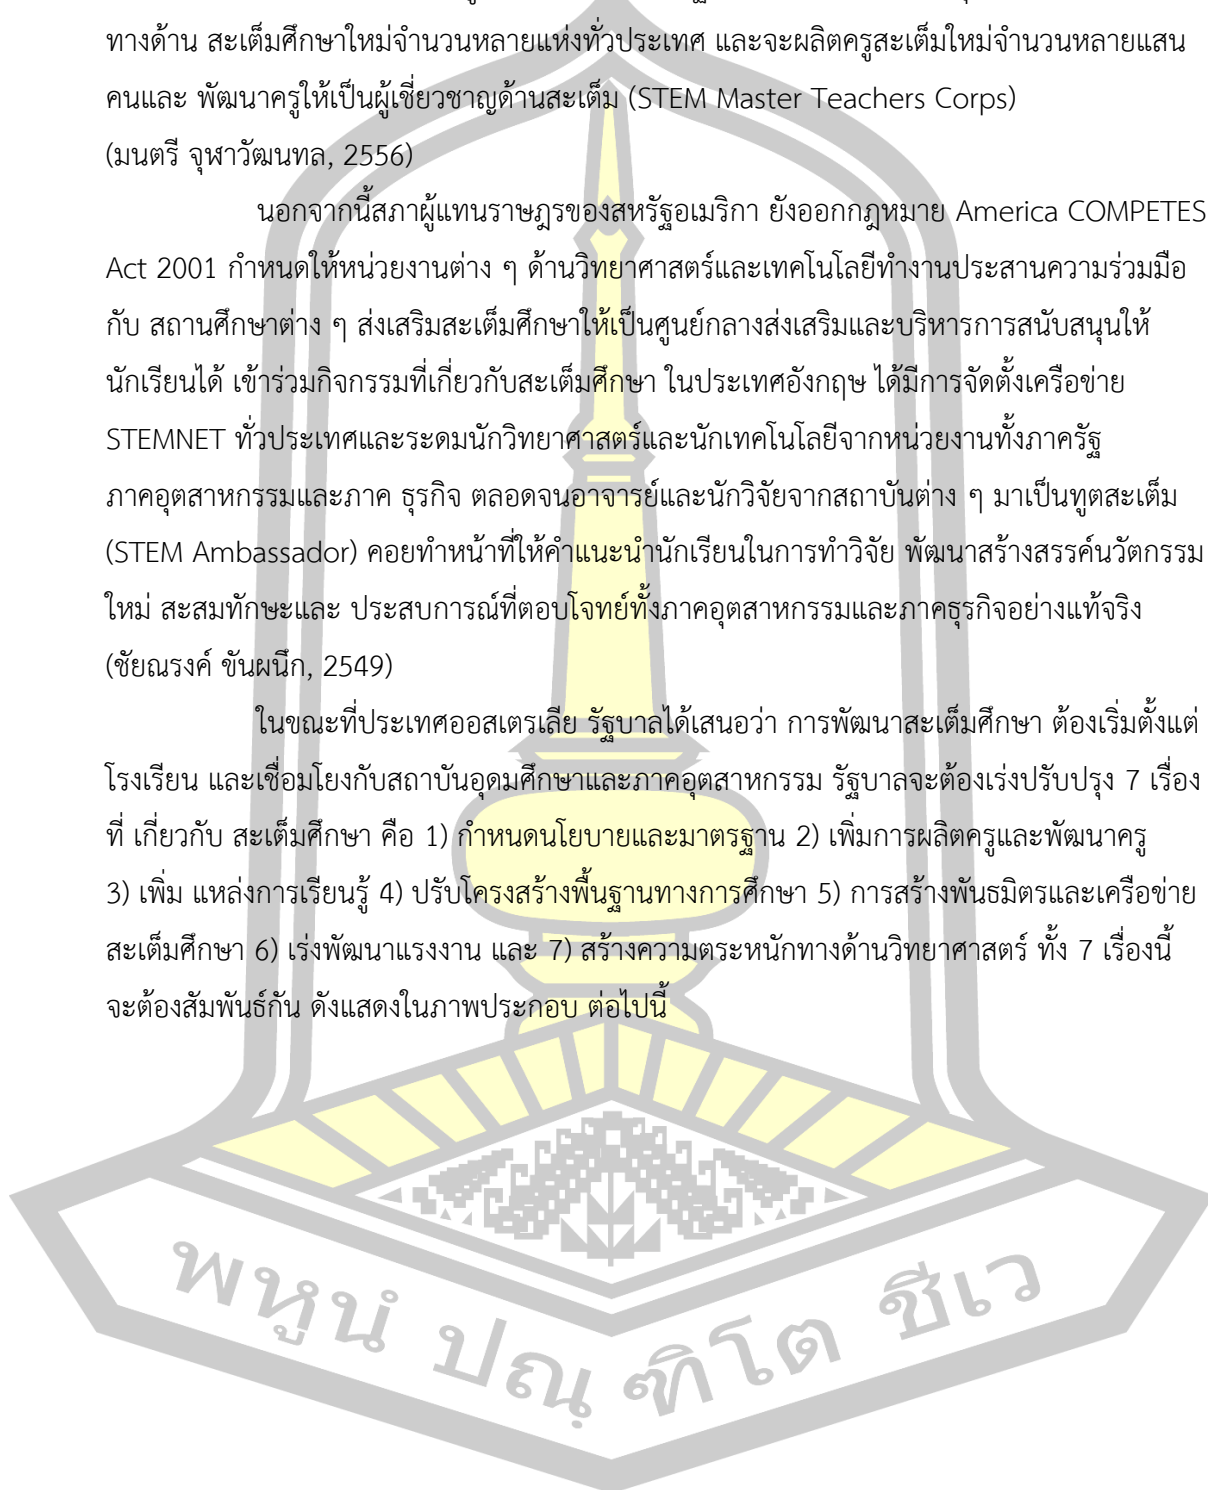 ทางด้าน สะเต็มศึกษาใหม่จำนวนหลายแห่งทั่วประเทศ และจะผลิตครูสะเต็มใหม่จำนวนหลายแสน
คนและ พัฒนาครูให้เป็นผู้เชี่ยวชาญด้านสะเต็ม (STEM Master Teachers Corps)
(มนตรี จุฬาวัฒนทล, 2556)
นอกจากนี้สภาผู้แทนราษฎรของสหรัฐอเมริกา ยังออกกฎหมาย America COMPETES
Act 2001 กำหนดให้หน่วยงานต่าง ๆ ด้านวิทยาศาสตร์และเทคโนโลยีทำงานประสานความร่วมมือ
กับ สถานศึกษาต่าง ๆ ส่งเสริมสะเต็มศึกษาให้เป็นศูนย์กลางส่งเสริมและบริหารการสนับสนุนให้
นักเรียนได้ เข้าร่วมกิจกรรมที่เกี่ยวกับสะเต็มศึกษา ในประเทศอังกฤษ ได้มีการจัดตั้งเครือข่าย
STEMNET ทั่วประเทศและระดมนักวิทยาศาสตร์และนักเทคโนโลยีจากหน่วยงานทั้งภาครัฐ
ภาคอุตสาหกรรมและภาค ธุรกิจ ตลอดจนอาจารย์และนักวิจัยจากสถาบันต่าง ๆ มาเป็นทูตสะเต็ม
(STEM Ambassador) คอยทำหน้าที่ให้คำแนะนำนักเรียนในการทำวิจัย พัฒนาสร้างสรรค์นวัตกรรม
ใหม่ สะสมทักษะและ ประสบการณ์ที่ตอบโจทย์ทั้งภาคอุตสาหกรรมและภาคธุรกิจอย่างแท้จริง
(ชัยณรงค์ ขันผนึก, 2549)
ในขณะที่ประเทศออสเตรเลีย รัฐบาลได้เสนอว่า การพัฒนาสะเต็มศึกษา ต้องเริ่มตั้งแต่
โรงเรียน และเชื่อมโยงกับสถาบันอุดมศึกษาและภาคอุตสาหกรรม รัฐบาลจะต้องเร่งปรับปรุง 7 เรื่อง
ที่ เกี่ยวกับ สะเต็มศึกษา คือ 1) กำหนดนโยบายและมาตรฐาน 2) เพิ่มการผลิตครูและพัฒนาครู
3) เพิ่ม แหล่งการเรียนรู้ 4) ปรับโครงสร้างพื้นฐานทางการศึกษา 5) การสร้างพันธมิตรและเครือข่าย
สะเต็มศึกษา 6) เร่งพัฒนาแรงงาน และ 7) สร้างความตระหนักทางด้านวิทยาศาสตร์ ทั้ง 7 เรื่องนี้
จะต้องสัมพันธ์กัน ดังแสดงในภาพประกอบ ต่อไปนี้
พหูนํ ปณฺฑิโต ชีเว